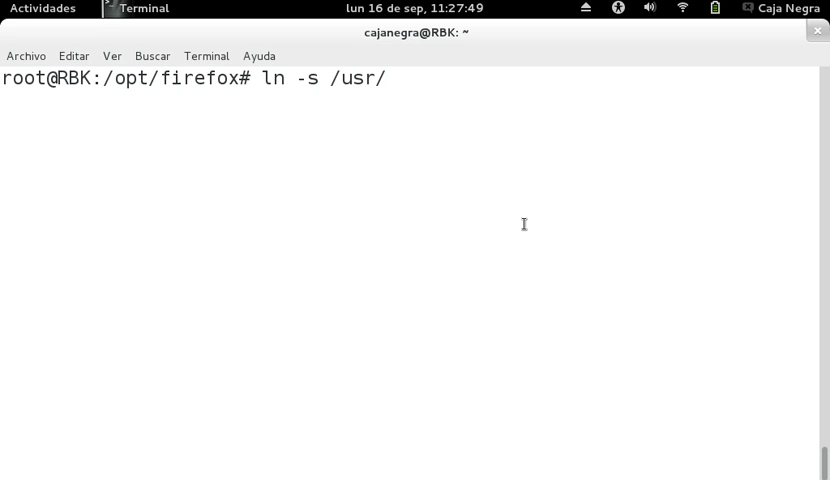 Actividades Terminal lun 16 de sep, 11:27:49 Caja Negra
cajanegra@RBK: ~
Archivo Editar Ver Buscar Terminal Ayuda
root@RBK:/opt/firefox# ln -s /usr/